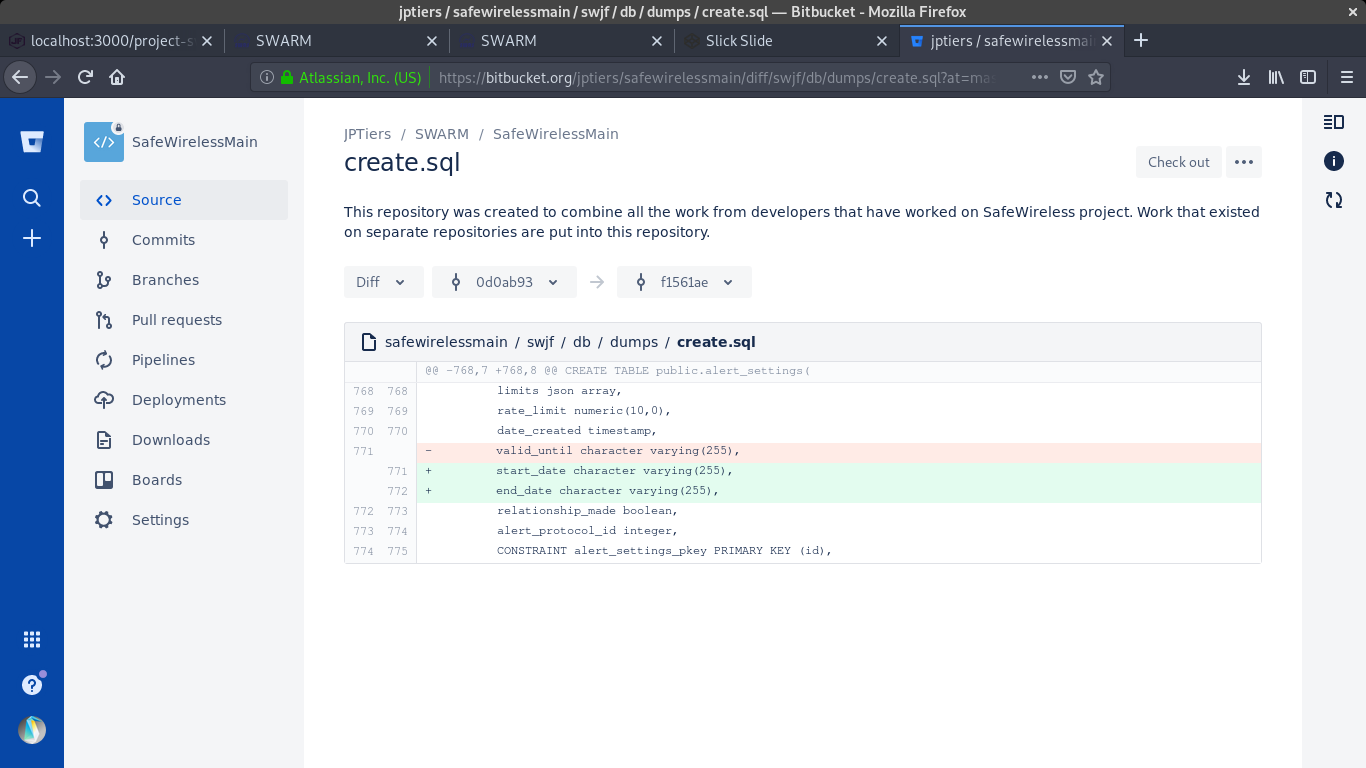 jptiers / safewirelessmain / swjf / db / dumps / create.sql — Bitbucket - Mozilla Firefox
localhost:3000/project-s
SWARM
SWARM
Slick Slide
jptiers / safewirelessmai
Atlassian, Inc. (US)
https://bitbucket.org/jptiers/safewirelessmain/diff/swjf/db/dumps/create.sql?at=mas
SafeWirelessMain
Source
Commits
Branches
Pull requests
Pipelines
Deployments
Downloads
Boards
Settings
JPTiers / SWARM / SafeWirelessMain
create.sql
Check out
This repository was created to combine all the work from developers that have worked on SafeWireless project. Work that existed
on separate repositories are put into this repository.
Diff
0d0ab93
f1561ae
safewirelessmain / swjf / db / dumps / create.sql
@@ -768,7 +768,8 @@ CREATE TABLE public.alert_settings(
768 768 limits json array,
769 769 rate_limit numeric(10,0),
770 770 date_created timestamp,
771 - valid_until character varying(255),
771 + start_date character varying(255),
772 + end_date character varying(255),
772 773 relationship_made boolean,
773 774 alert_protocol_id integer,
774 775 CONSTRAINT alert_settings_pkey PRIMARY KEY (id),